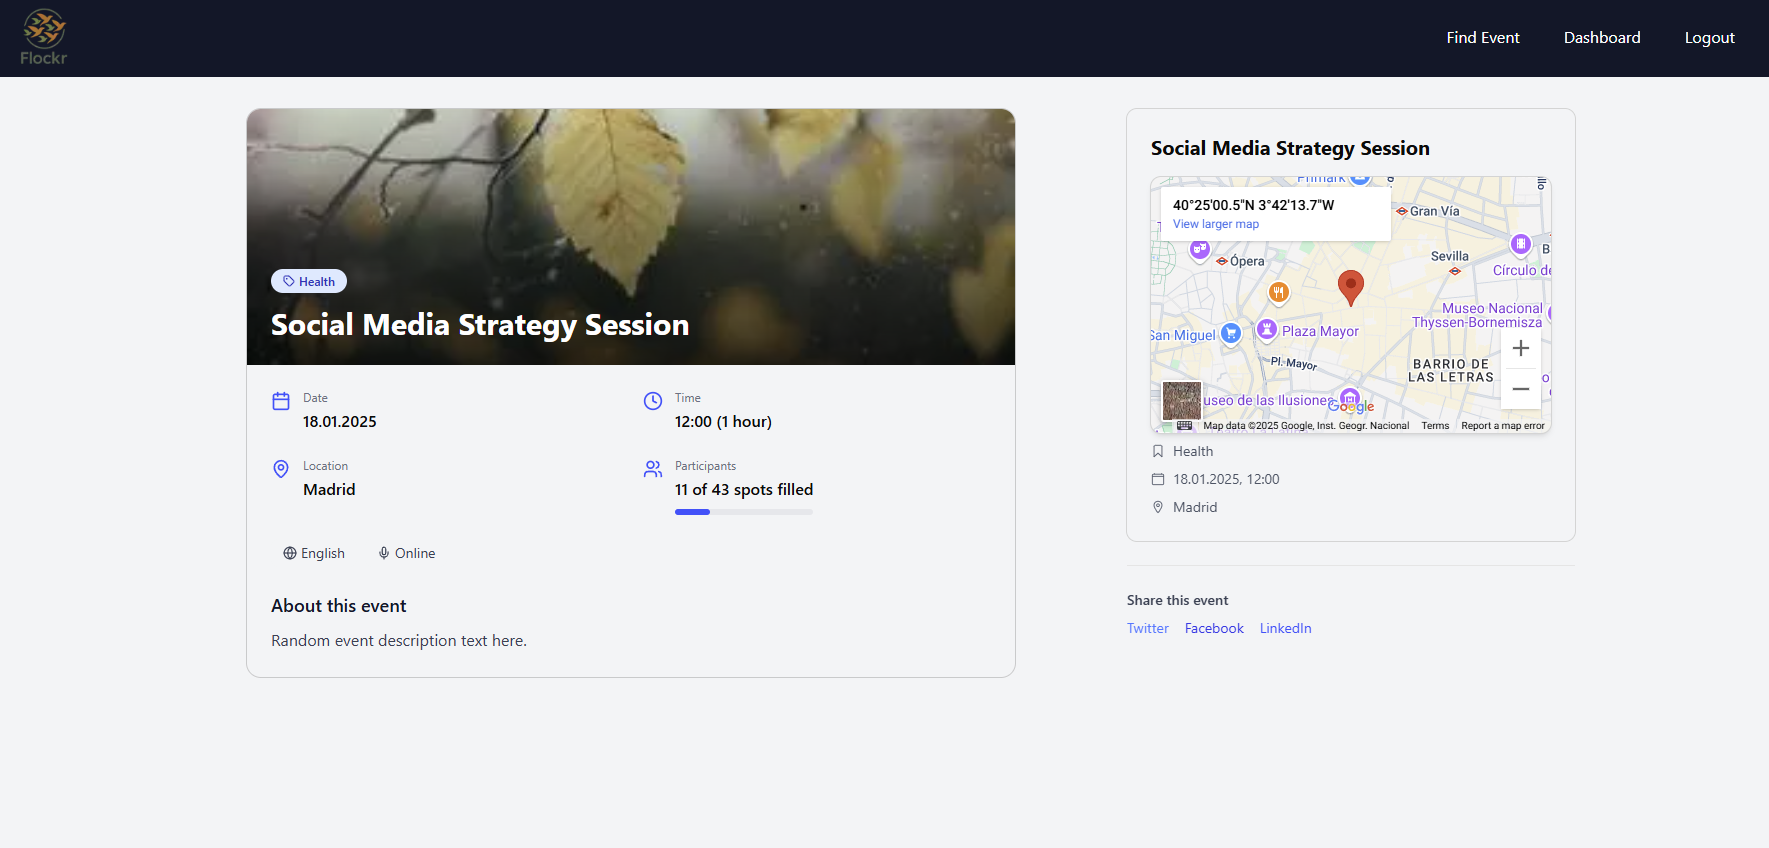 Flockr
Find Event
Dashboard
Logout
Health
Social Media Strategy Session
Date
18.01.2025
Time
12:00 (1 hour)
Location
Madrid
Participants
11 of 43 spots filled
English
Online
About this event
Random event description text here.
Social Media Strategy Session
Primark
40°25'00.5"N 3°42'13.7"W
View larger map
Gran Vía
Ópera
Sevilla
Círculo de
Museo Nacional
Thyssen-Bornemisza
San Miguel
Plaza Mayor
Pl. Mayor
BARRIO DE
LAS LETRAS
useo de las Ilusiones
Google
Map data ©2025 Google, Inst. Geogr. Nacional
Terms
Report a map error
Health
18.01.2025, 12:00
Madrid
Share this event
Twitter
Facebook
LinkedIn